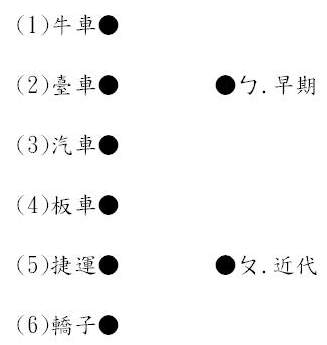 (1)牛車●
(2)臺車● ●ㄅ.早期
(3)汽車●
(4)板車●
(5)捷運● ●ㄆ.近代
(6)轎子●